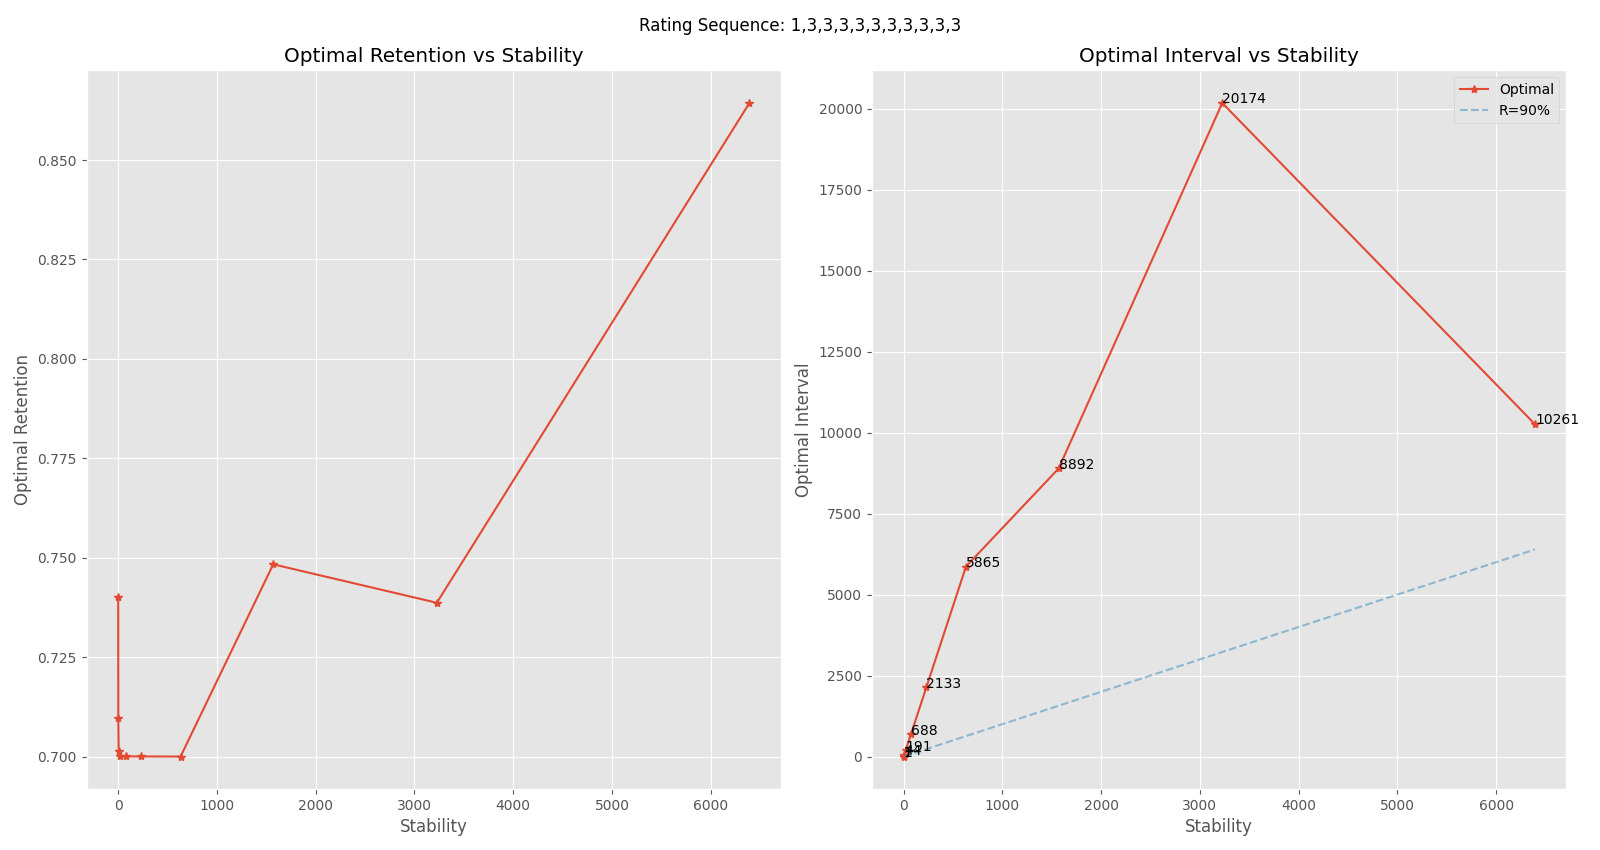 Rating Sequence: 1,3,3,3,3,3,3,3,3,3,3
Optimal Retention vs Stability
0.850
0.825
0.800
0.775
0.750
0.725
0.700
Optimal Retention
0 1000 2000 3000 4000 5000 6000
Stability
Optimal Interval vs Stability
Optimal
R=90%
20000
17500
15000
12500
10000
7500
5000
2500
0
Optimal Interval
20174
10261
8892
5865
2133
688
191
0 1000 2000 3000 4000 5000 6000
Stability